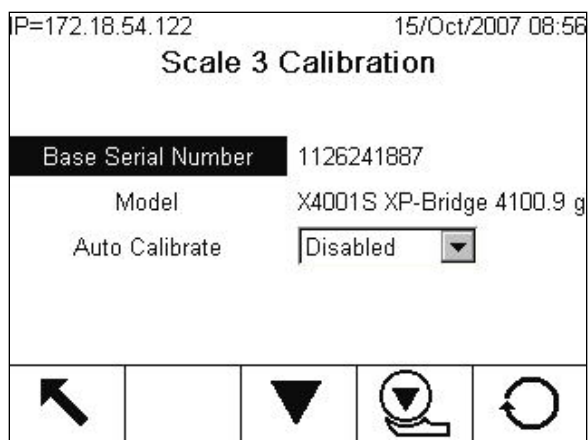 IP=172.18.54.122 15/Oct/2007 08:56
Scale 3 Calibration
Base Serial Number 1126241887
Model X4001S XP-Bridge 4100.9 g
Auto Calibrate Disabled